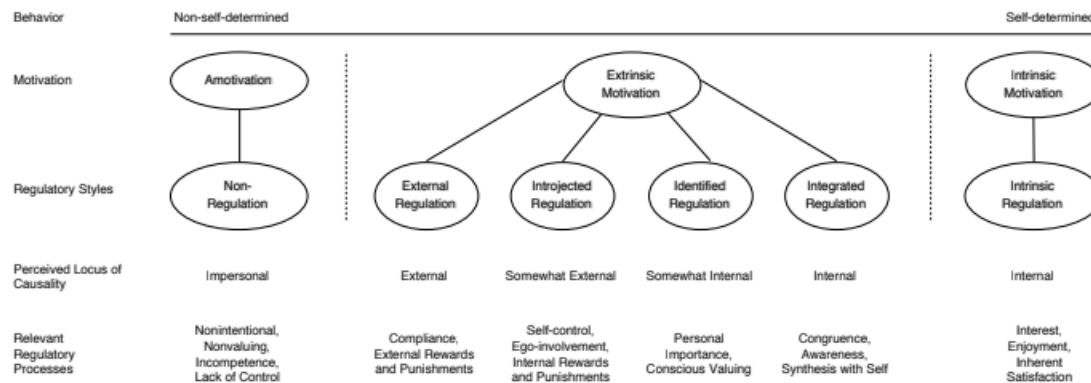 Behavior Non-self-determined Self-determined
Motivation Amotivation Extrinsic Motivation Intrinsic Motivation
Regulatory Styles Non-Regulation External Regulation Introjected Regulation Identified Regulation Integrated Regulation Intrinsic Regulation
Perceived Locus of Causality Impersonal External Somewhat External Somewhat Internal Internal Internal
Relevant Regulatory Processes
Nonintentional, Nonvaluing, Incompetence, Lack of Control
Compliance, External Rewards and Punishments
Self-control, Ego-involvement, Internal Rewards and Punishments
Personal Importance, Conscious Valuing
Congruence, Awareness, Synthesis with Self
Interest, Enjoyment, Inherent Satisfaction